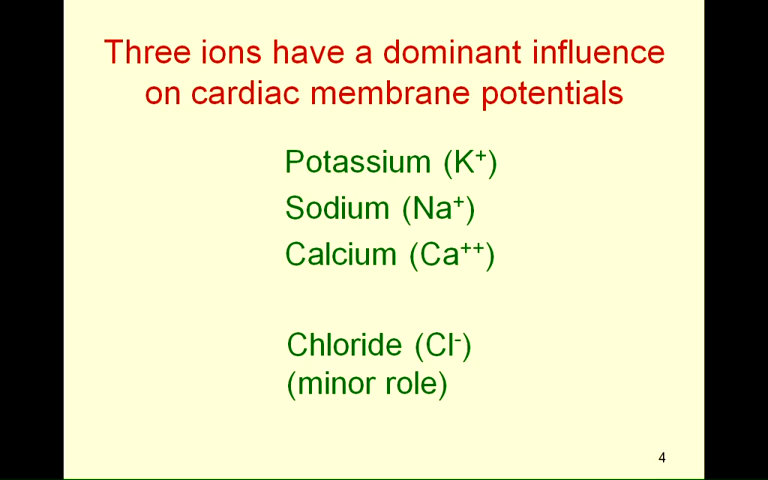 Three ions have a dominant influence
on cardiac membrane potentials
Potassium (K⁺)
Sodium (Na⁺)
Calcium (Ca⁺⁺)
Chloride (Cl⁻)
(minor role)
4